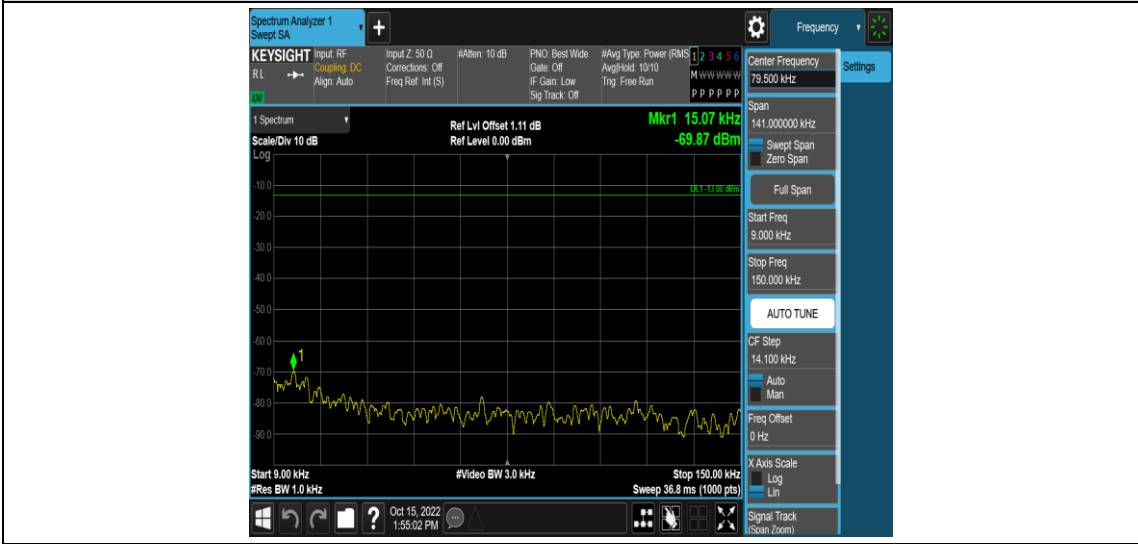 Spectrum Analyzer 1
Swept SA
+
Frequency
KEYSIGHT
RL
LNI
Input: RF
Coupling: DC
Align: Auto
Input Z: 50 Ω
Corrections: Off
Freq Ref: Int (S)
#Atten: 10 dB
PNO: Best Wide
Gate: Off
IF Gain: Low
Sig Track: Off
#Avg Type: Power (RMS
Avg|Hold: 10/10
Trig: Free Run
1 2 3 4 5 6
M W W W W W
P P P P P P
1 Spectrum
Scale/Div 10 dB
Log
Ref Lvl Offset 1.11 dB
Ref Level 0.00 dBm
Mkr1 15.07 kHz
-69.87 dBm
DL1 -13.00 dBm
-10.0
-20.0
-30.0
-40.0
-50.0
-60.0
1
-70.0
-80.0
-90.0
Start 9.00 kHz
#Video BW 3.0 kHz
Stop 150.00 kHz
#Res BW 1.0 kHz
Sweep 36.8 ms (1000 pts)
?
Oct 15, 2022
1:55:02 PM
Center Frequency
79.500 kHz
Settings
Span
141.000000 kHz
Swept Span
Zero Span
Full Span
Start Freq
9.000 kHz
Stop Freq
150.000 kHz
AUTO TUNE
CF Step
14.100 kHz
Auto
Man
Freq Offset
0 Hz
X Axis Scale
Log
Lin
Signal Track
(Span Zoom)